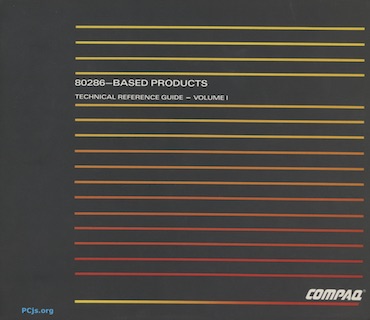 80286-BASED PRODUCTS
TECHNICAL REFERENCE GUIDE - VOLUME I
COMPAQ
PCjs.org